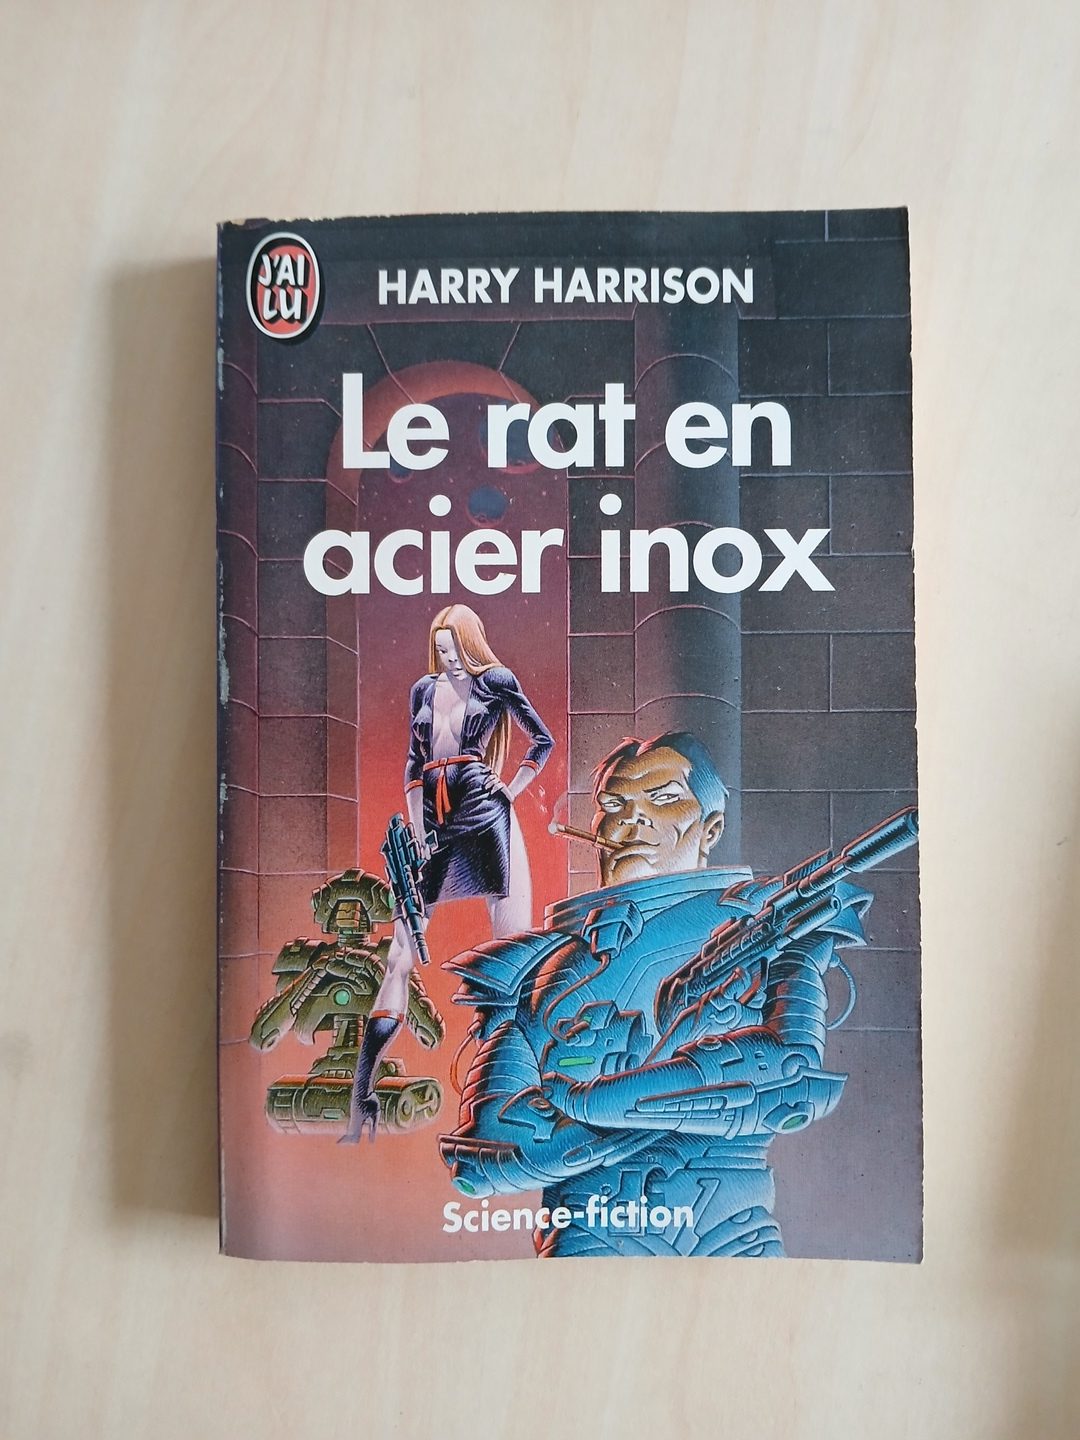 J'AI
LU
HARRY HARRISON
Le rat en
acier inox
Science-fiction